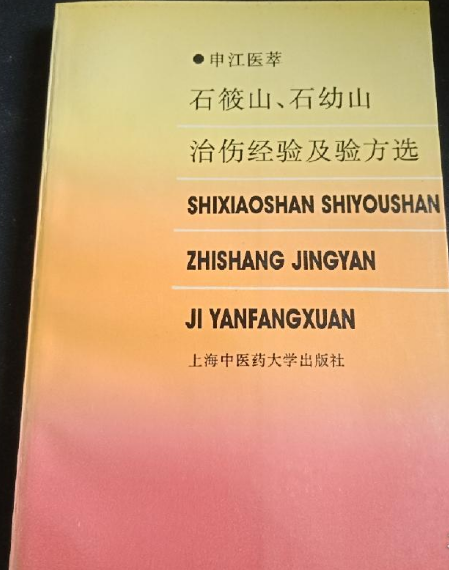 ●申江医萃
石筱山、石幼山
治伤经验及验方选
SHIXIAOSHAN SHIYOUSHAN
ZHISHANG JINGYAN
JI YANFANGXUAN
上海中医药大学出版社